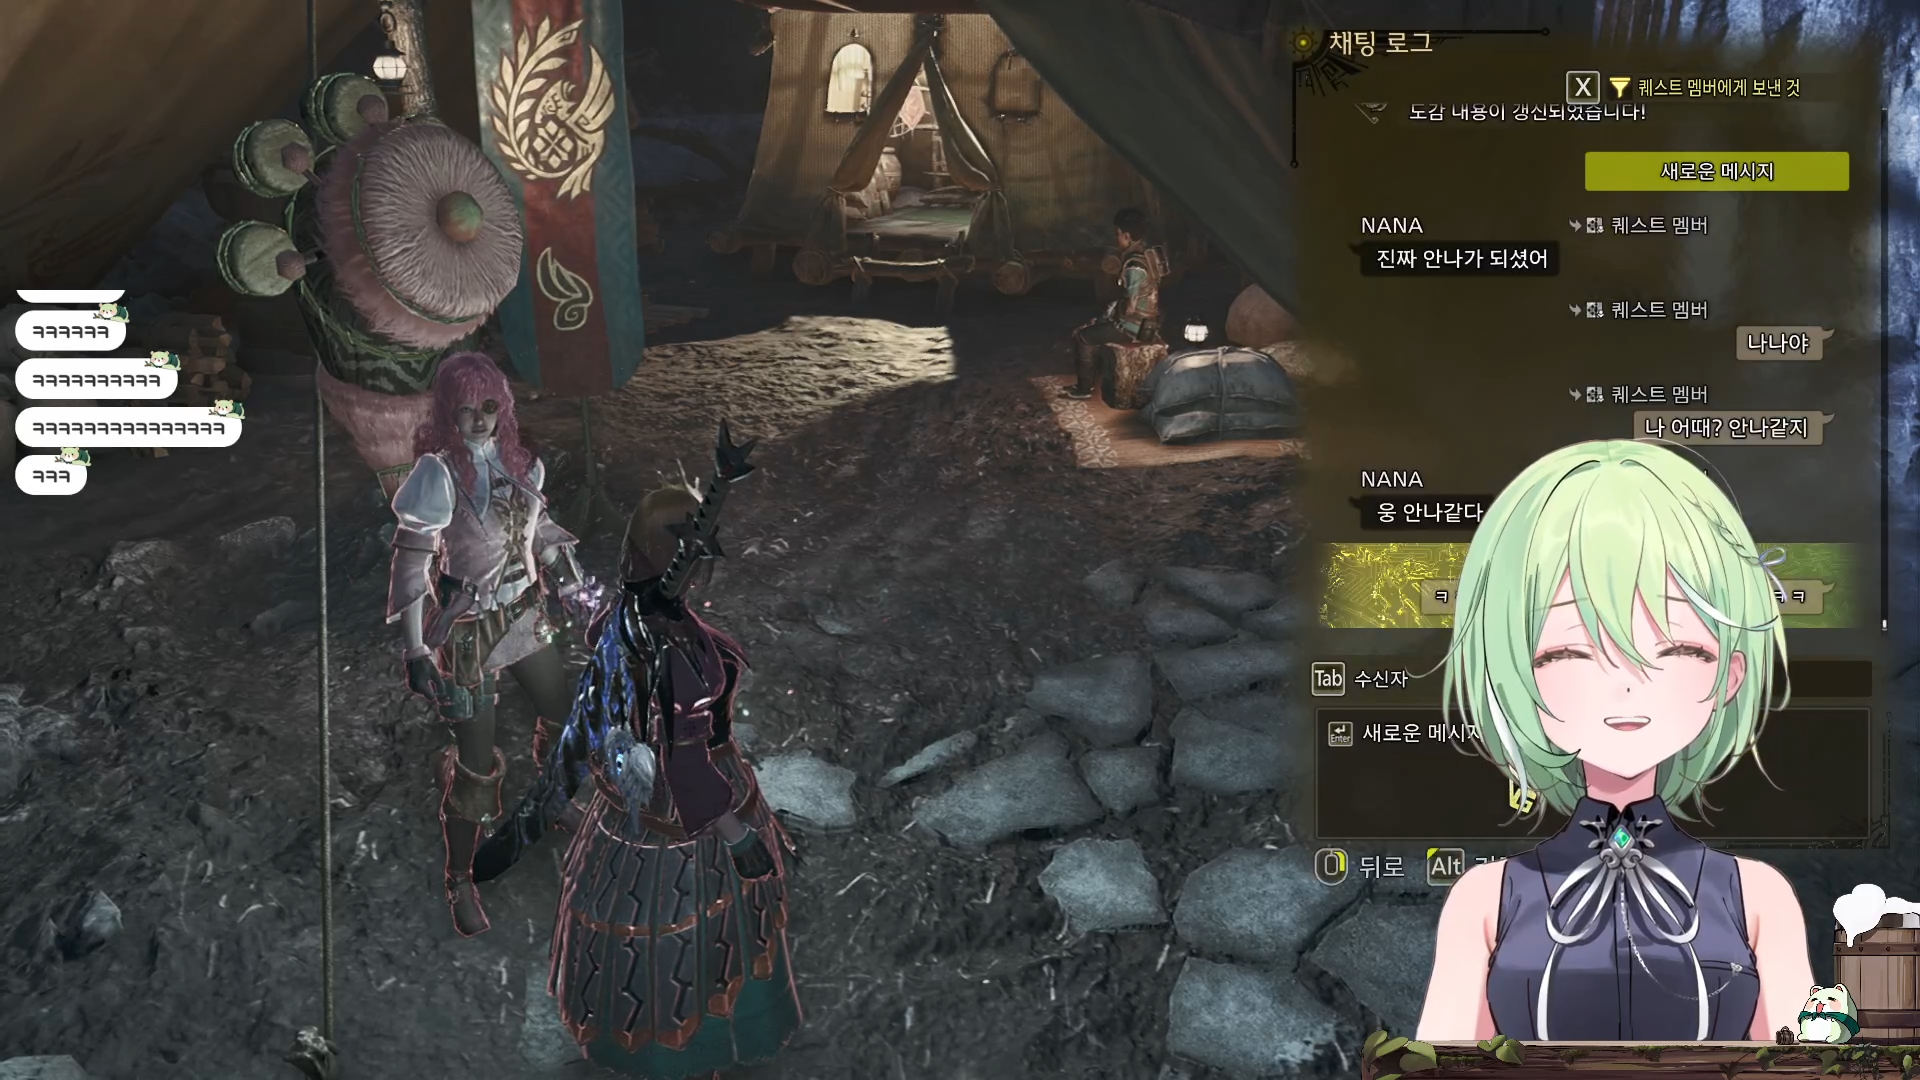 채팅 로그
X 퀘스트 멤버에게 보낸 것
도감 내용이 갱신되었습니다!
새로운 메시지
NANA 퀘스트 멤버
진짜 안나가 되셨어
퀘스트 멤버
나나야
퀘스트 멤버
나 어때? 안나같지
NANA
웅 안나같다
ㅋ ㅋㅋ
Tab 수신자
Enter 새로운 메시지
뒤로 Alt
ㅋㅋㅋㅋㅋㅋ
ㅋㅋㅋㅋㅋㅋㅋㅋㅋㅋ
ㅋㅋㅋㅋㅋㅋㅋㅋㅋㅋㅋㅋㅋㅋㅋ
ㅋㅋㅋ